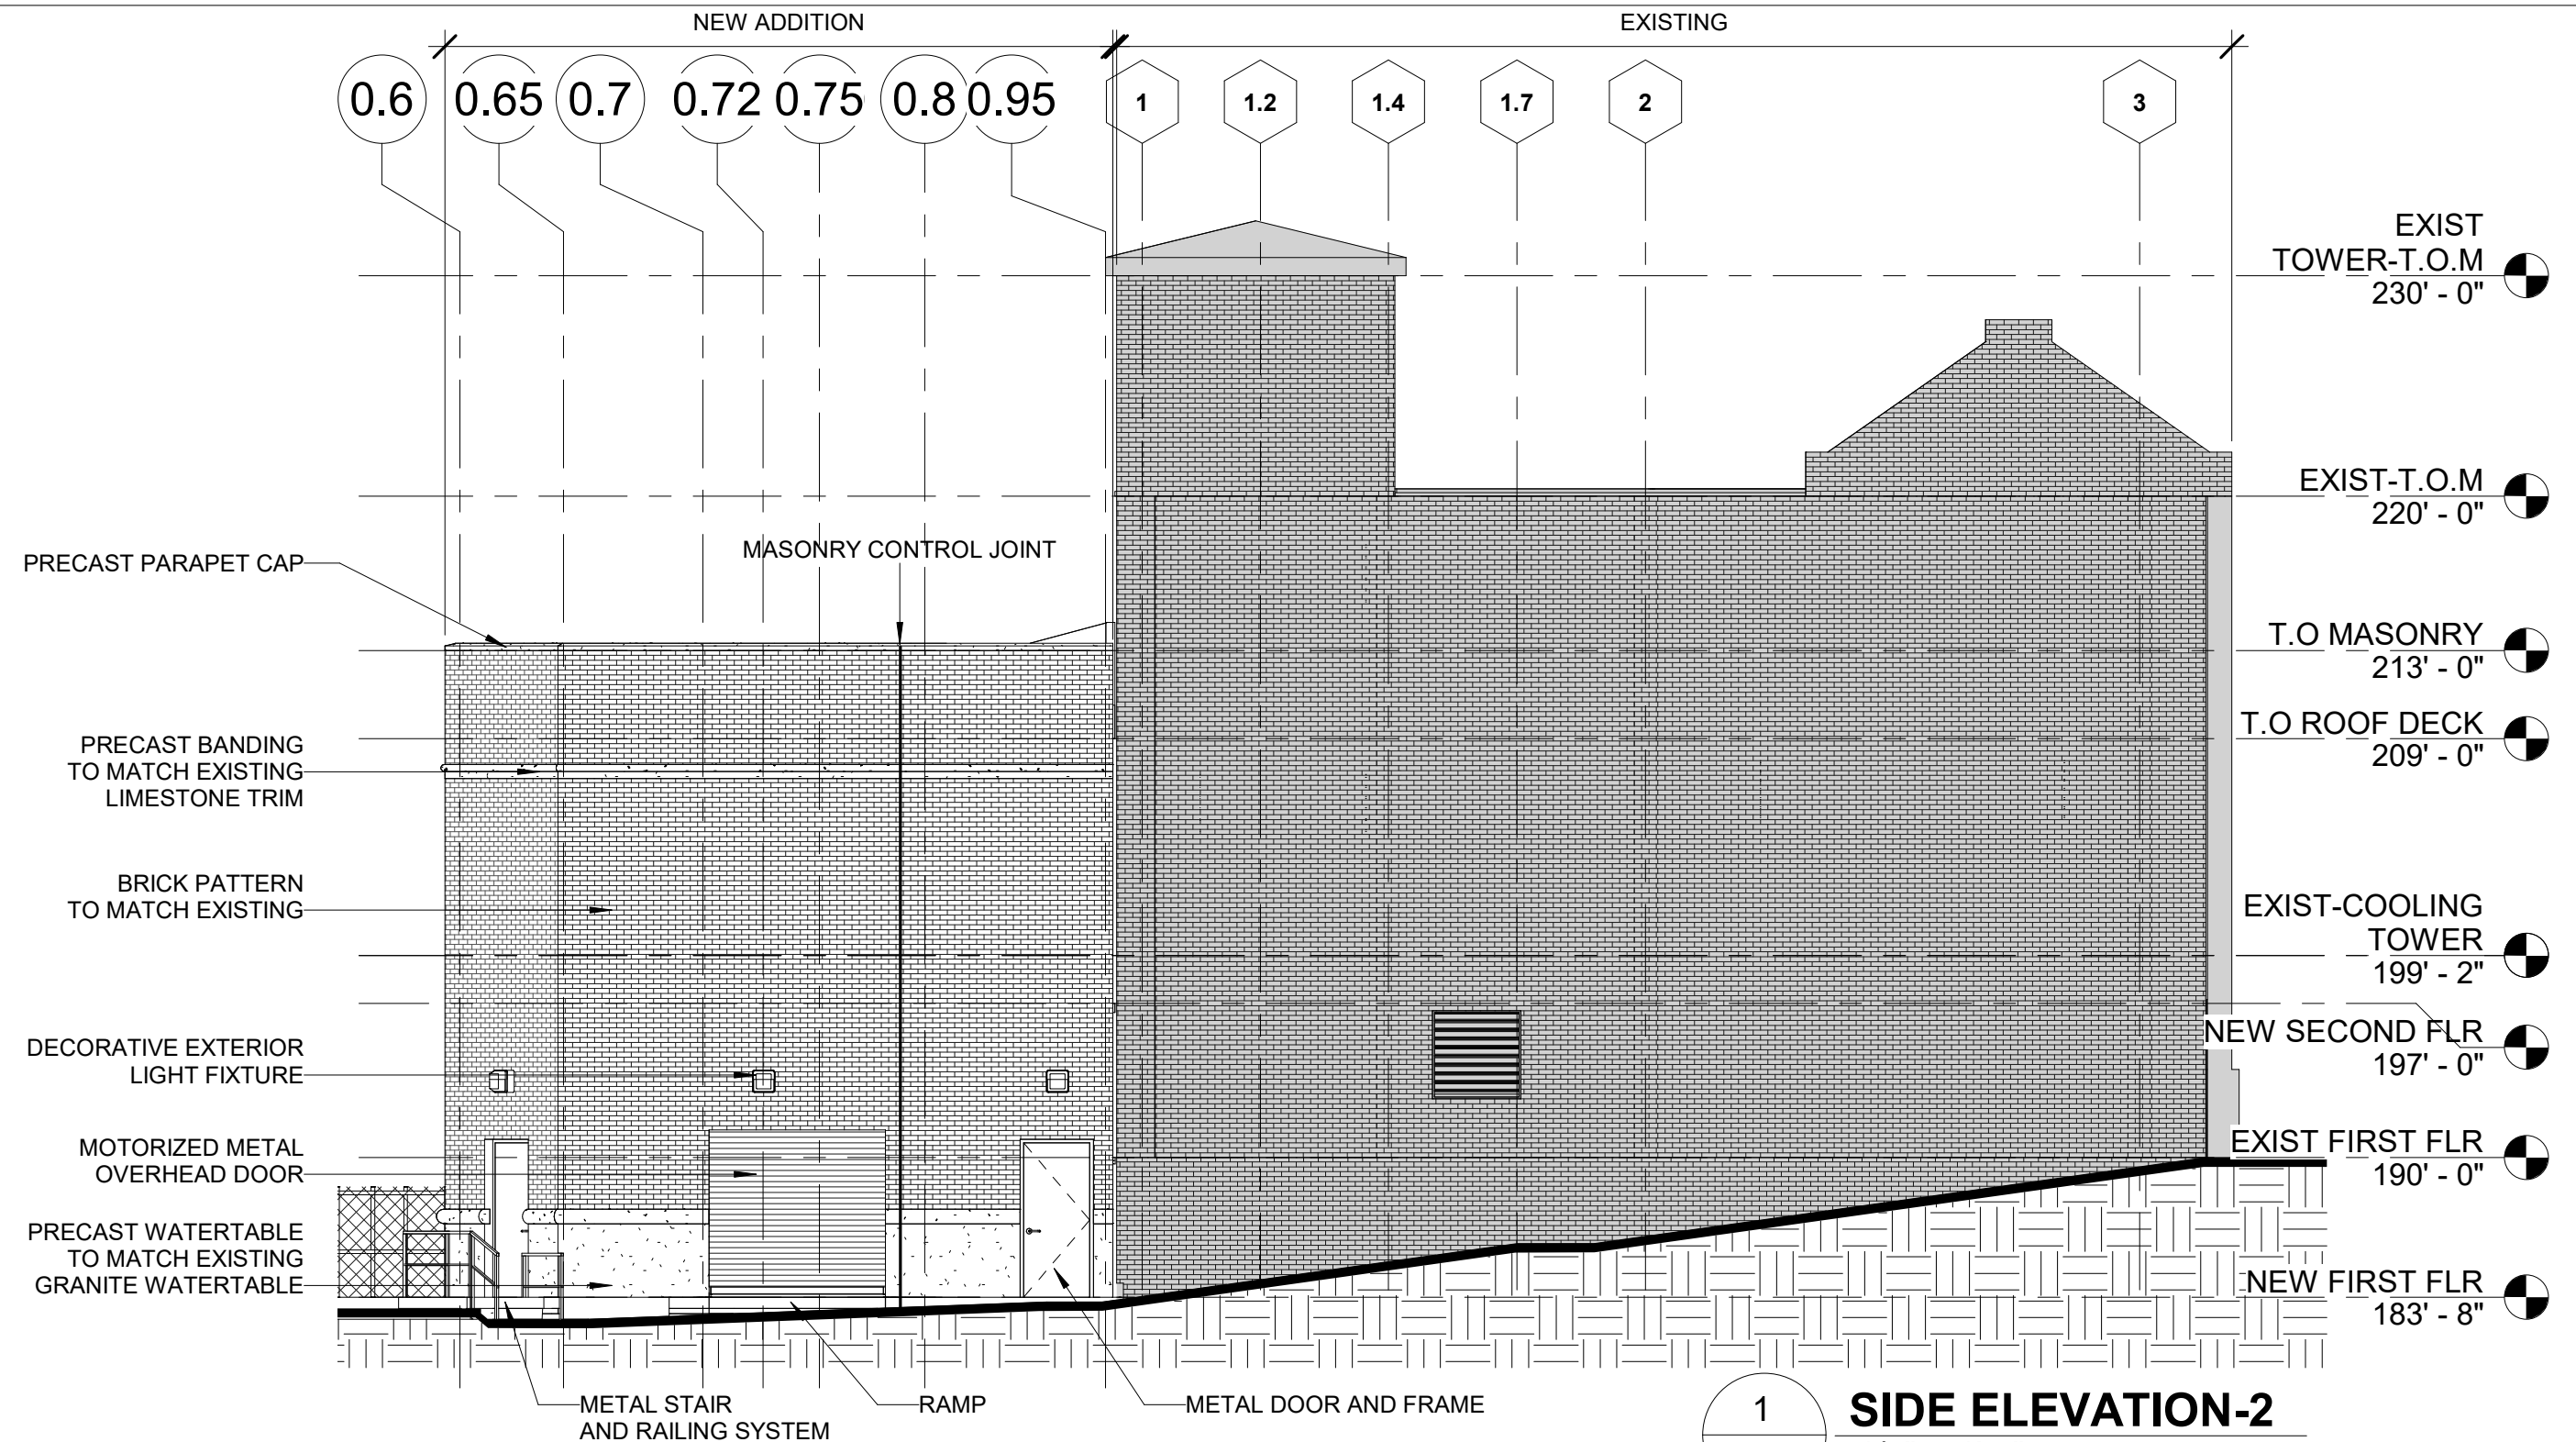 NEW ADDITION
EXISTING
0.6
0.65
0.7
0.72
0.75
0.8
0.95
1
1.2
1.4
1.7
2
3
EXIST
TOWER-T.O.M
230' - 0"
EXIST-T.O.M
220' - 0"
T.O MASONRY
213' - 0"
T.O ROOF DECK
209' - 0"
EXIST-COOLING
TOWER
199' - 2"
NEW SECOND FLR
197' - 0"
EXIST FIRST FLR
190' - 0"
NEW FIRST FLR
183' - 8"
PRECAST PARAPET CAP
MASONRY CONTROL JOINT
PRECAST BANDING
TO MATCH EXISTING
LIMESTONE TRIM
BRICK PATTERN
TO MATCH EXISTING
DECORATIVE EXTERIOR
LIGHT FIXTURE
MOTORIZED METAL
OVERHEAD DOOR
PRECAST WATERTABLE
TO MATCH EXISTING
GRANITE WATERTABLE
METAL STAIR
AND RAILING SYSTEM
RAMP
METAL DOOR AND FRAME
1
SIDE ELEVATION-2